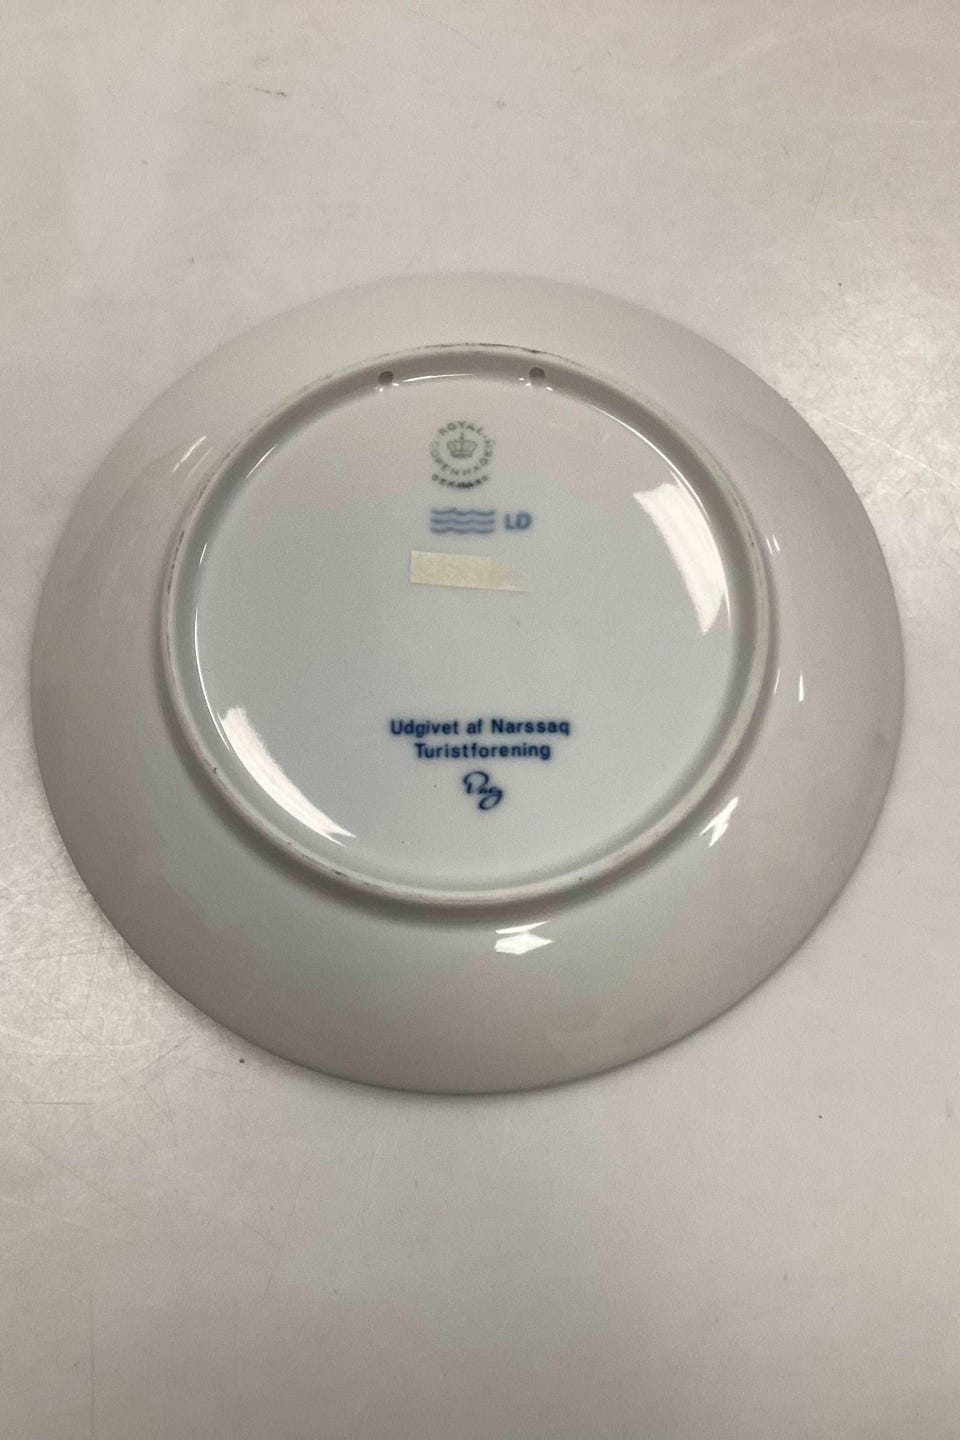 ROYAL
COPENHAGEN
DENMARK
LD
Udgivet af Narssaq
Turistforening